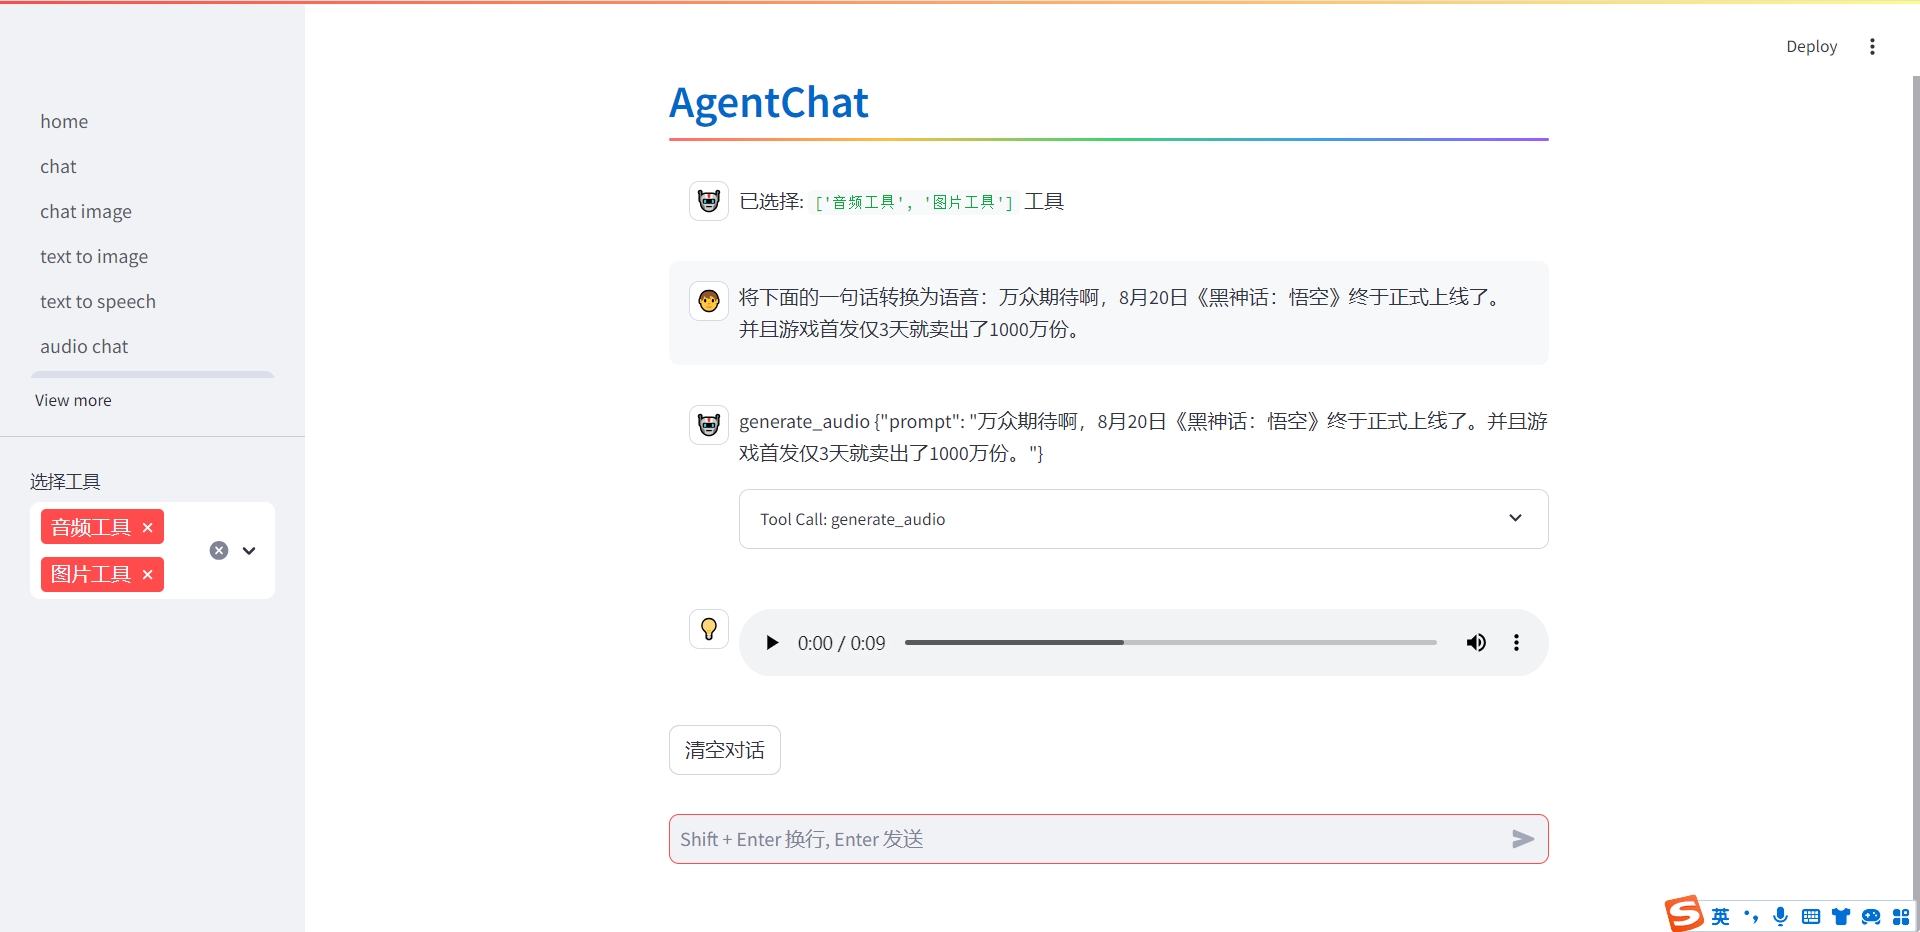 Deploy
home
chat
chat image
text to image
text to speech
audio chat
View more
选择工具
音频工具
图片工具
AgentChat
已选择: ['音频工具', '图片工具'] 工具
将下面的一句话转换为语音：万众期待啊，8月20日《黑神话：悟空》终于正式上线了。
并且游戏首发仅3天就卖出了1000万份。
generate_audio {"prompt": "万众期待啊，8月20日《黑神话：悟空》终于正式上线了。并且游
戏首发仅3天就卖出了1000万份。"}
Tool Call: generate_audio
0:00 / 0:09
清空对话
Shift + Enter 换行, Enter 发送
S 英